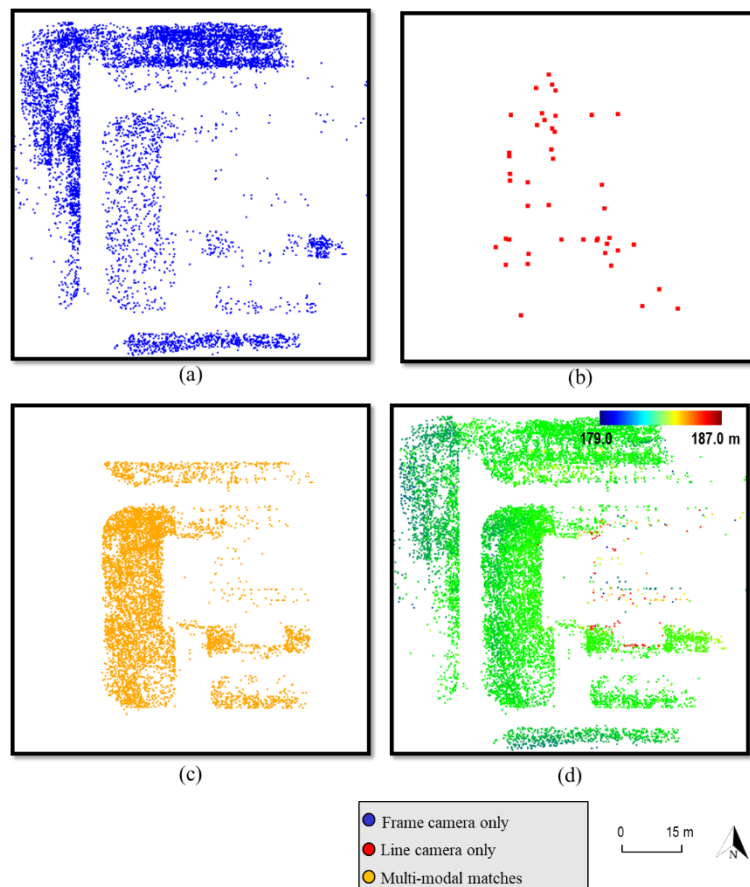 (a)
(b)
179.0
187.0 m
(c)
(d)
Frame camera only
Line camera only
Multi-modal matches
0 15 m
N